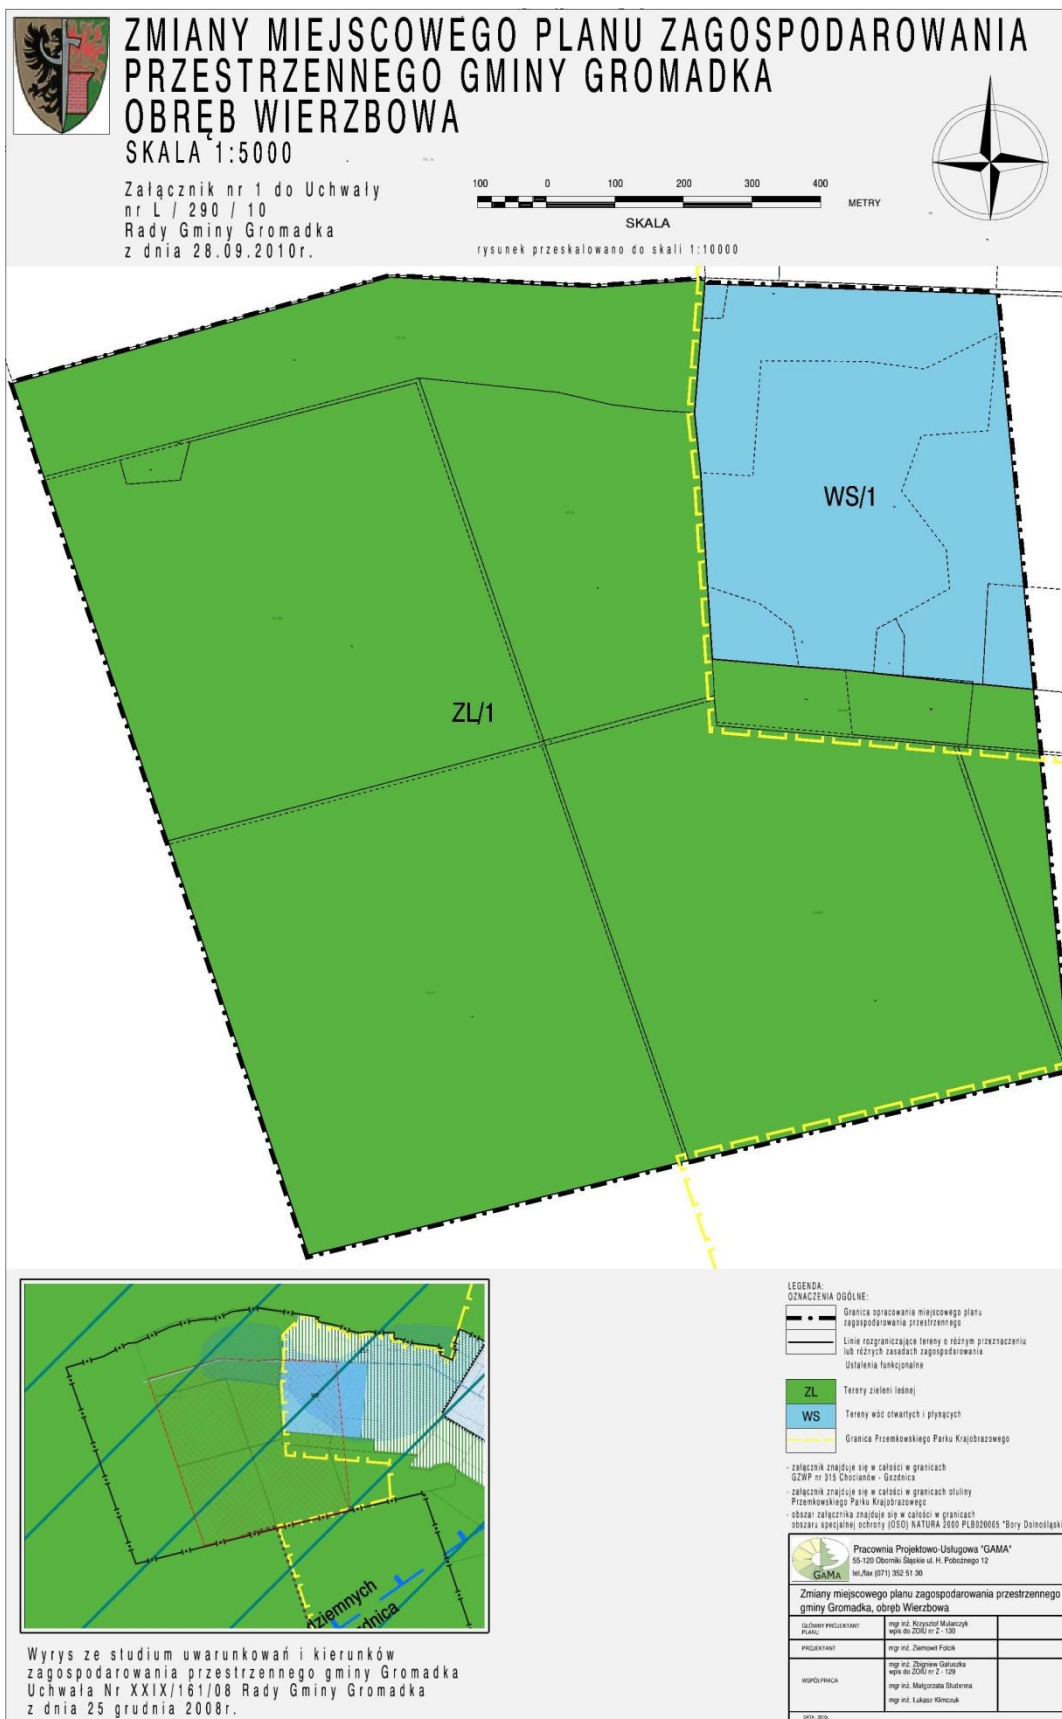 ZMIANY MIEJSCOWEGO PLANU ZAGOSPODAROWANIA
PRZESTRZENNEGO GMINY GROMADKA
OBRĘB WIERZBOWA
SKALA 1:5000
Załącznik nr 1 do Uchwały
nr L / 290 / 10
Rady Gminy Gromadka
z dnia 28.09.2010r.
100 0 100 200 300 400
METRY
SKALA
rysunek przeskalowano do skali 1:10000
WS/1
ZL/1
dziemnych
dnica
Wyrys ze studium uwarunkowań i kierunków
zagospodarowania przestrzennego gminy Gromadka
Uchwała Nr XXIX/161/08 Rady Gminy Gromadka
z dnia 25 grudnia 2008r.
LEGENDA:
OZNACZENIA OGÓLNE:
Granica opracowania miejscowego planu
zagospodarowania przestrzennego
Linie rozgraniczające tereny o różnym przeznaczeniu
lub różnych zasadach zagospodarowania
Ustalenia funkcjonalne
ZL Tereny zieleni leśnej
WS Tereny wód otwartych i płynących
Granica Przemkowskiego Parku Krajobrazowego
- załącznik znajduje się w całości w granicach
GZWP nr 315 Chocianów - Gozdnica
- załącznik znajduje się w całości w granicach otuliny
Przemkowskiego Parku Krajobrazowego
- obszar załącznika znajduje się w całości w granicach
obszaru specjalnej ochrony (OSO) NATURA 2000 PLB020005 "Bory Dolnośląski
GAMA
Pracownia Projektowo-Usługowa "GAMA"
55-120 Oborniki Śląskie ul. H. Pobożnego 12
tel./fax (071) 352 51 30
Zmiany miejscowego planu zagospodarowania przestrzennego
gminy Gromadka, obręb Wierzbowa
GŁÓWNY PROJEKTANT PLANU
mgr inż. Krzysztof Mularczyk
wpis do ZOIU nr Z - 130
PROJEKTANT
mgr inż. Ziemowit Folcik
WSPÓŁPRACA
mgr inż. Zbigniew Gałuszka
wpis do ZOIU nr Z - 129
mgr inż. Małgorzata Studenna
mgr inż. Łukasz Klimczuk